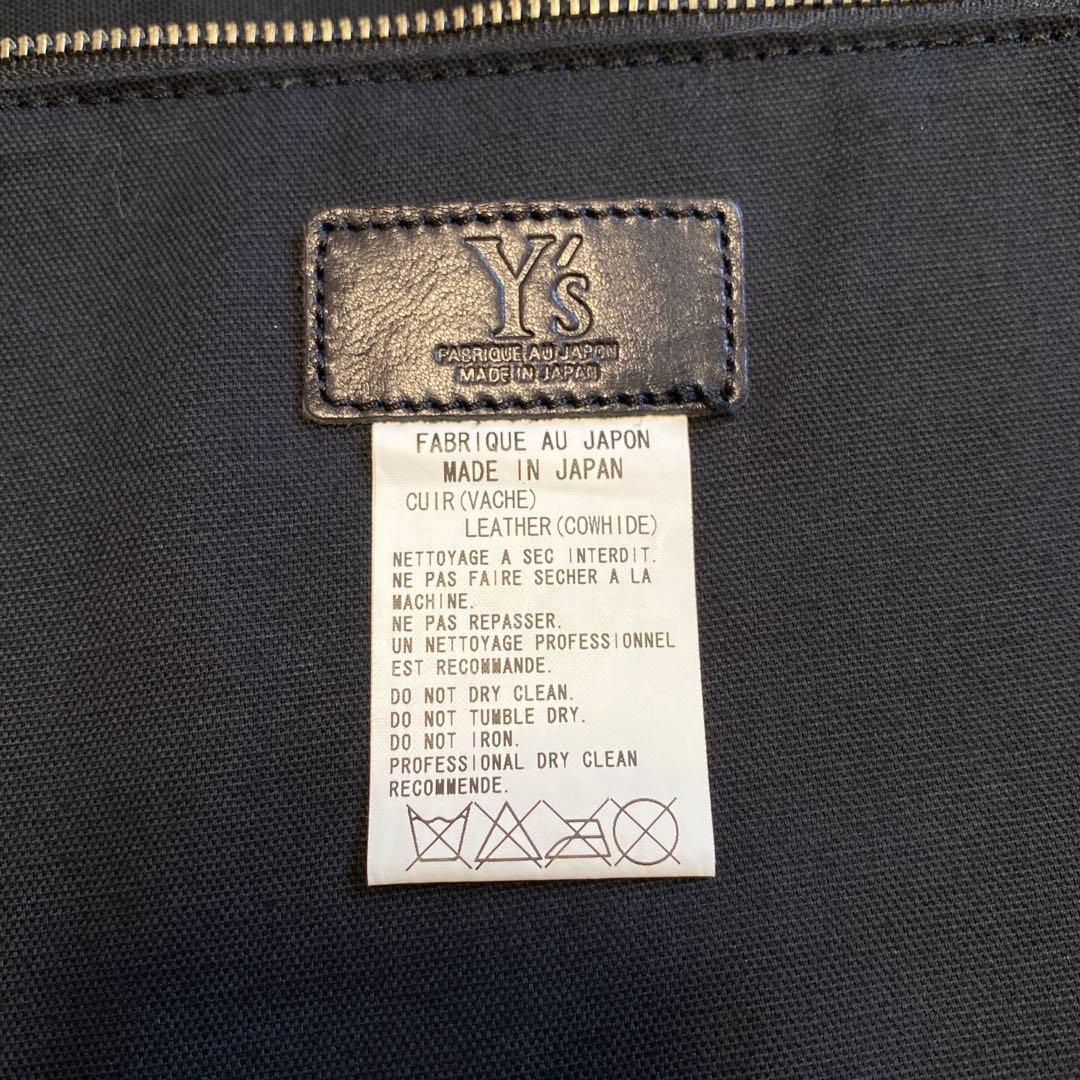 Y's
FABRIQUE AU JAPON
MADE IN JAPAN
FABRIQUE AU JAPON
MADE IN JAPAN
CUIR(VACHE)
LEATHER(COWHIDE)
NETTOYAGE A SEC INTERDIT.
NE PAS FAIRE SECHER A LA
MACHINE.
NE PAS REPASSER.
UN NETTOYAGE PROFESSIONNEL
EST RECOMMANDE.
DO NOT DRY CLEAN.
DO NOT TUMBLE DRY.
DO NOT IRON.
PROFESSIONAL DRY CLEAN
RECOMMENDE.